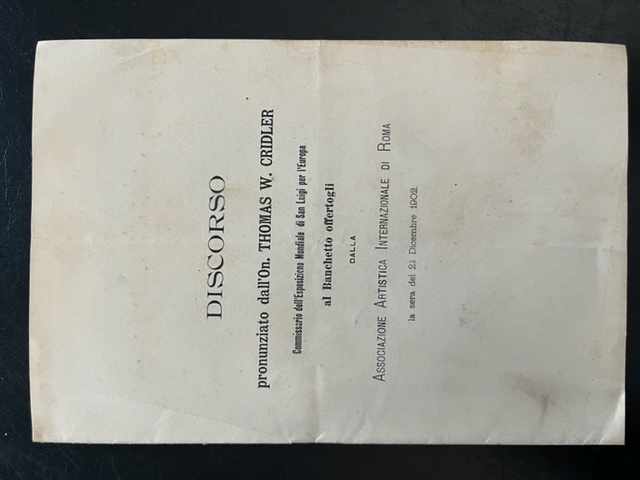 DISCORSO
pronunziato dall'On. THOMAS W. CRIDLER
Commissario dell'Esposizione Mondiale di San Luigi per l'Europa
al Banchetto offertogli
DALLA
ASSOCIAZIONE ARTISTICA INTERNAZIONALE DI ROMA
la sera del 21 Dicembre 1902.